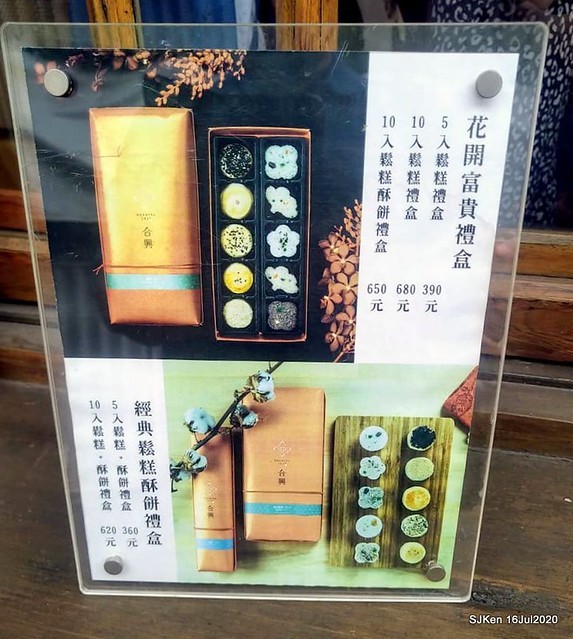 花開富貴禮盒
5入鬆糕禮盒 390元
10入鬆糕禮盒 680元
10入鬆糕酥餅禮盒 650元
合興
經典鬆糕酥餅禮盒
5入鬆糕・酥餅禮盒 360元
10入鬆糕・酥餅禮盒 620元
合興
合興
SJKen 16Jul2020